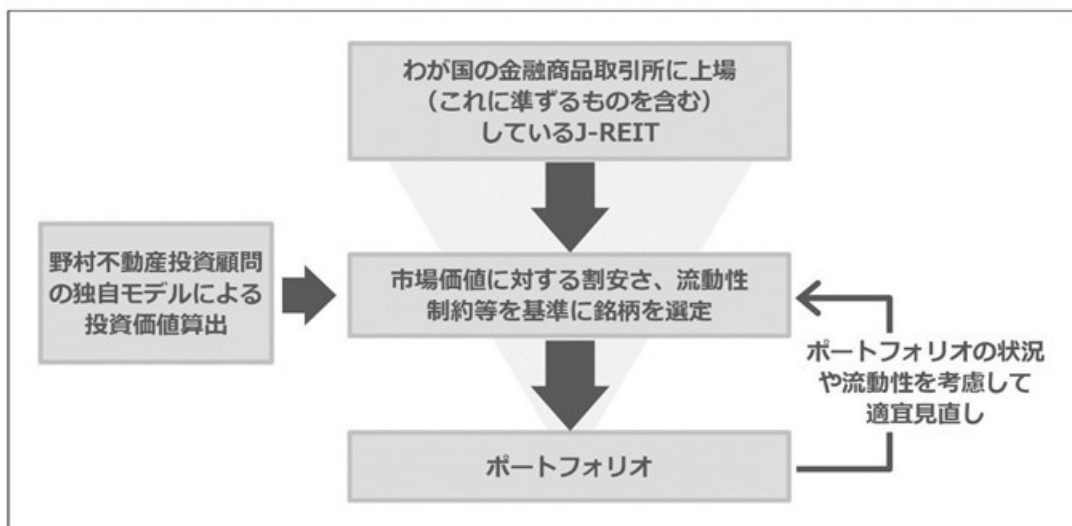 わが国の金融商品取引所に上場
（これに準ずるものを含む）
しているJ-REIT
野村不動産投資顧問
の独自モデルによる
投資価値算出
市場価値に対する割安さ、流動性
制約等を基準に銘柄を選定
ポートフォリオの状況
や流動性を考慮して
適宜見直し
ポートフォリオ